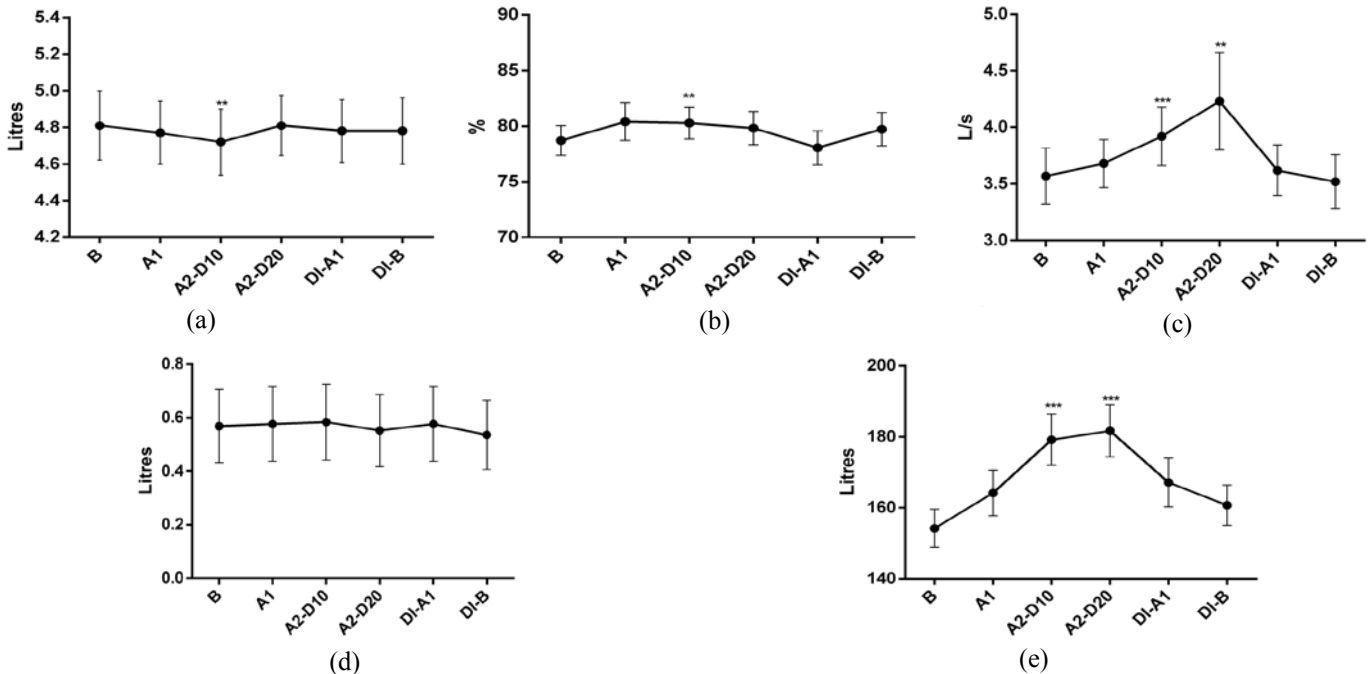 5.4
5.2
5.0
4.8
4.6
4.4
4.2
Litres
**
B
A1
A2-D10
A2-D20
DI-A1
DI-B
(a)
90
85
80
75
70
%
**
B
A1
A2-D10
A2-D20
DI-A1
DI-B
(b)
5.0
4.5
4.0
3.5
3.0
L/s
***
**
B
A1
A2-D10
A2-D20
DI-A1
DI-B
(c)
0.8
0.6
0.4
0.2
0.0
Litres
B
A1
A2-D10
A2-D20
DI-A1
DI-B
(d)
200
180
160
140
Litres
***
***
B
A1
A2-D10
A2-D20
DI-A1
DI-B
(e)